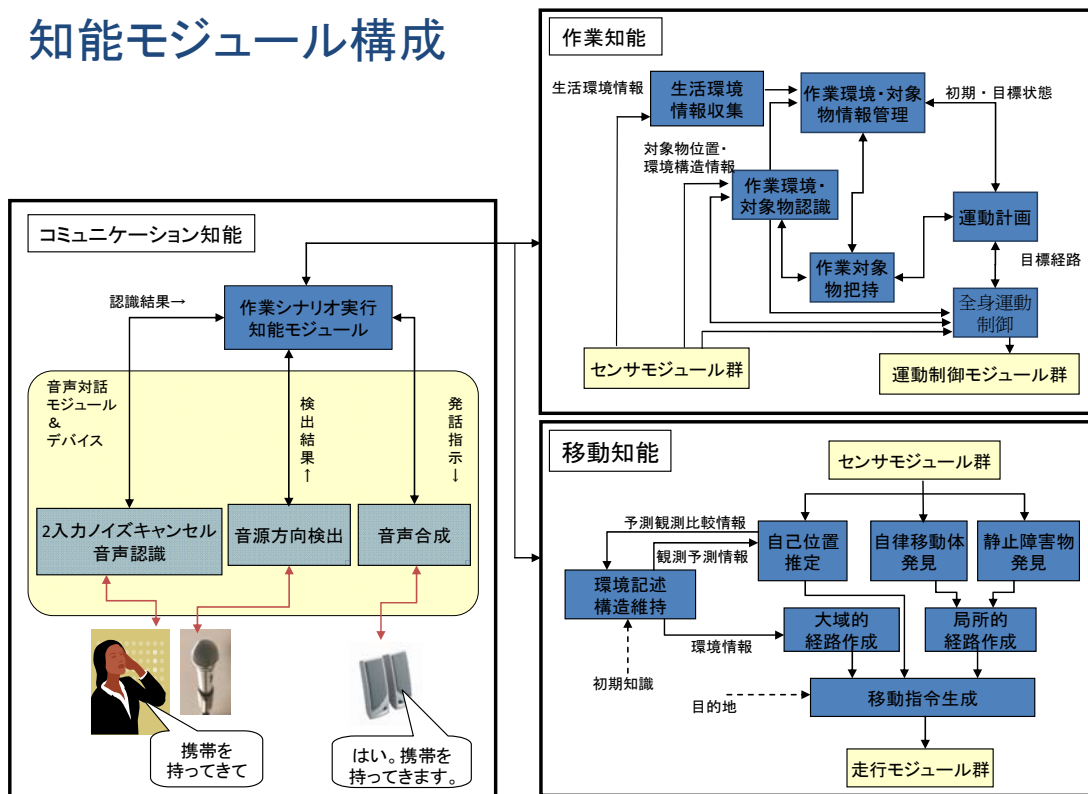 知能モジュール構成
コミュニケーション知能
認識結果→
作業シナリオ実行
知能モジュール
音声対話
モジュール
&
デバイス
検出結果→
発話指示→
2入力ノイズキャンセル
音声認識
音源方向検出
音声合成
携帯を
持ってきて
はい。携帯を
持ってきます。
作業知能
生活環境情報
生活環境
情報収集
作業環境・対象
物情報管理
初期・目標状態
対象物位置・
環境構造情報
作業環境・
対象物認識
運動計画
作業対象
物把持
目標経路
全身運動
制御
センサモジュール群
運動制御モジュール群
移動知能
センサモジュール群
予測観測比較情報
観測予測情報
自己位置
推定
自律移動体
発見
静止障害物
発見
環境記述
構造維持
大域的
経路作成
局所的
経路作成
環境情報
初期知識
目的地
移動指令生成
走行モジュール群